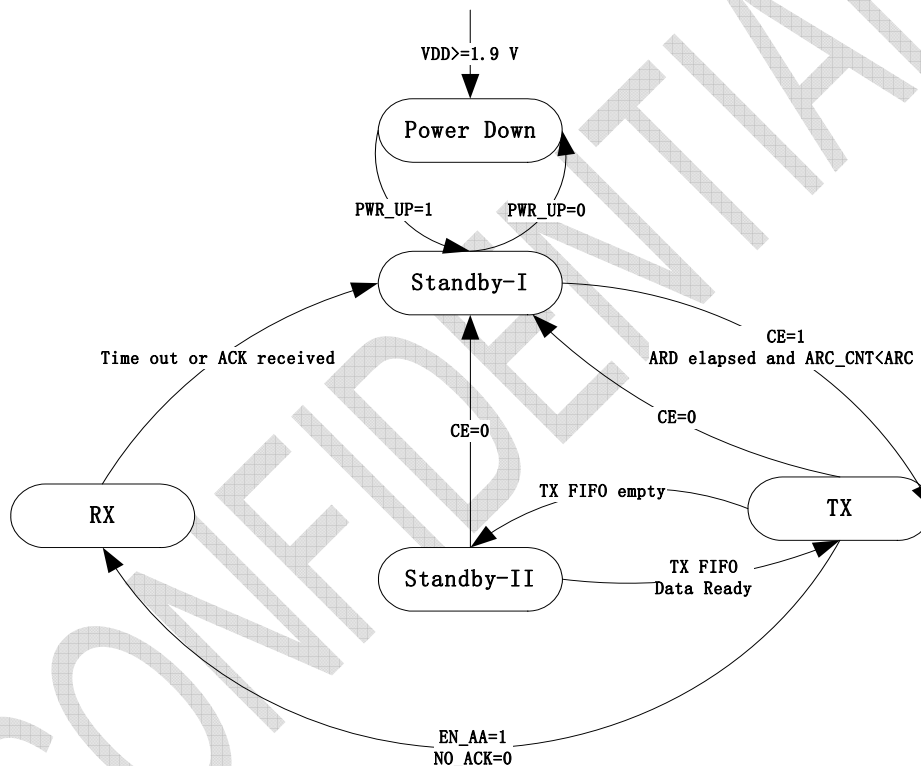 VDD>=1.9 V
Power Down
PWR_UP=1
PWR_UP=0
Standby-I
CE=1
ARD elapsed and ARC_CNT<ARC
Time out or ACK received
CE=0
CE=0
TX FIFO empty
RX
TX
Standby-II
TX FIFO
Data Ready
EN_AA=1
NO_ACK=0
CONFIDENTIAL